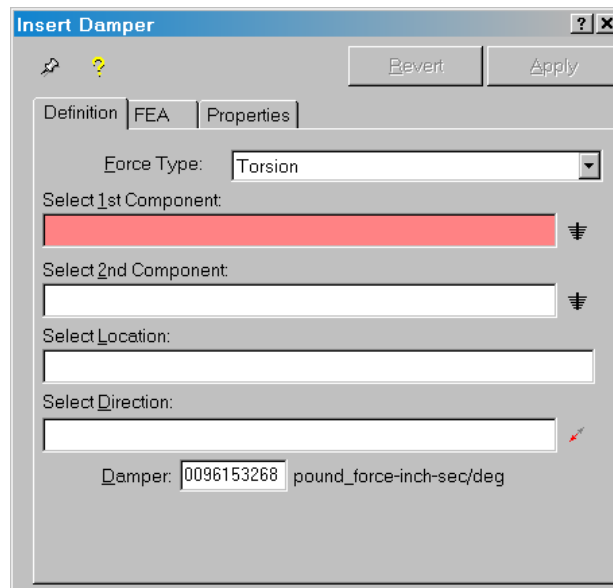 Insert Damper
Revert Apply
Definition FEA Properties
Force Type: Torsion
Select 1st Component:
Select 2nd Component:
Select Location:
Select Direction:
Damper: 0096153268 pound_force-inch-sec/deg